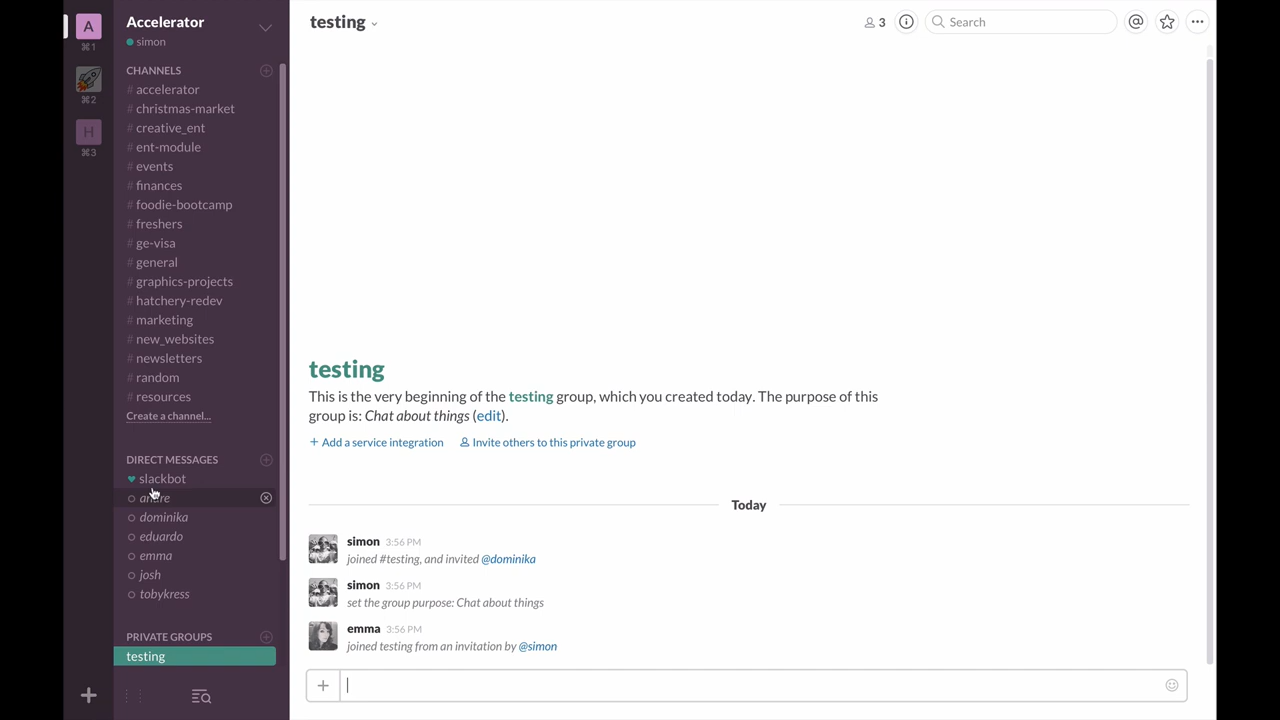 A
⌘1
⌘2
H
⌘3
Accelerator
simon
CHANNELS
# accelerator
# christmas-market
# creative_ent
# ent-module
# events
# finances
# foodie-bootcamp
# freshers
# ge-visa
# general
# graphics-projects
# hatchery-redev
# marketing
# new_websites
# newsletters
# random
# resources
Create a channel...
DIRECT MESSAGES
slackbot
andre
dominika
eduardo
emma
josh
tobykress
PRIVATE GROUPS
testing
testing
3
Search
testing
This is the very beginning of the testing group, which you created today. The purpose of this
group is: Chat about things (edit).
+ Add a service integration Invite others to this private group
Today
simon 3:56 PM
joined #testing, and invited @dominika
simon 3:56 PM
set the group purpose: Chat about things
emma 3:56 PM
joined testing from an invitation by @simon